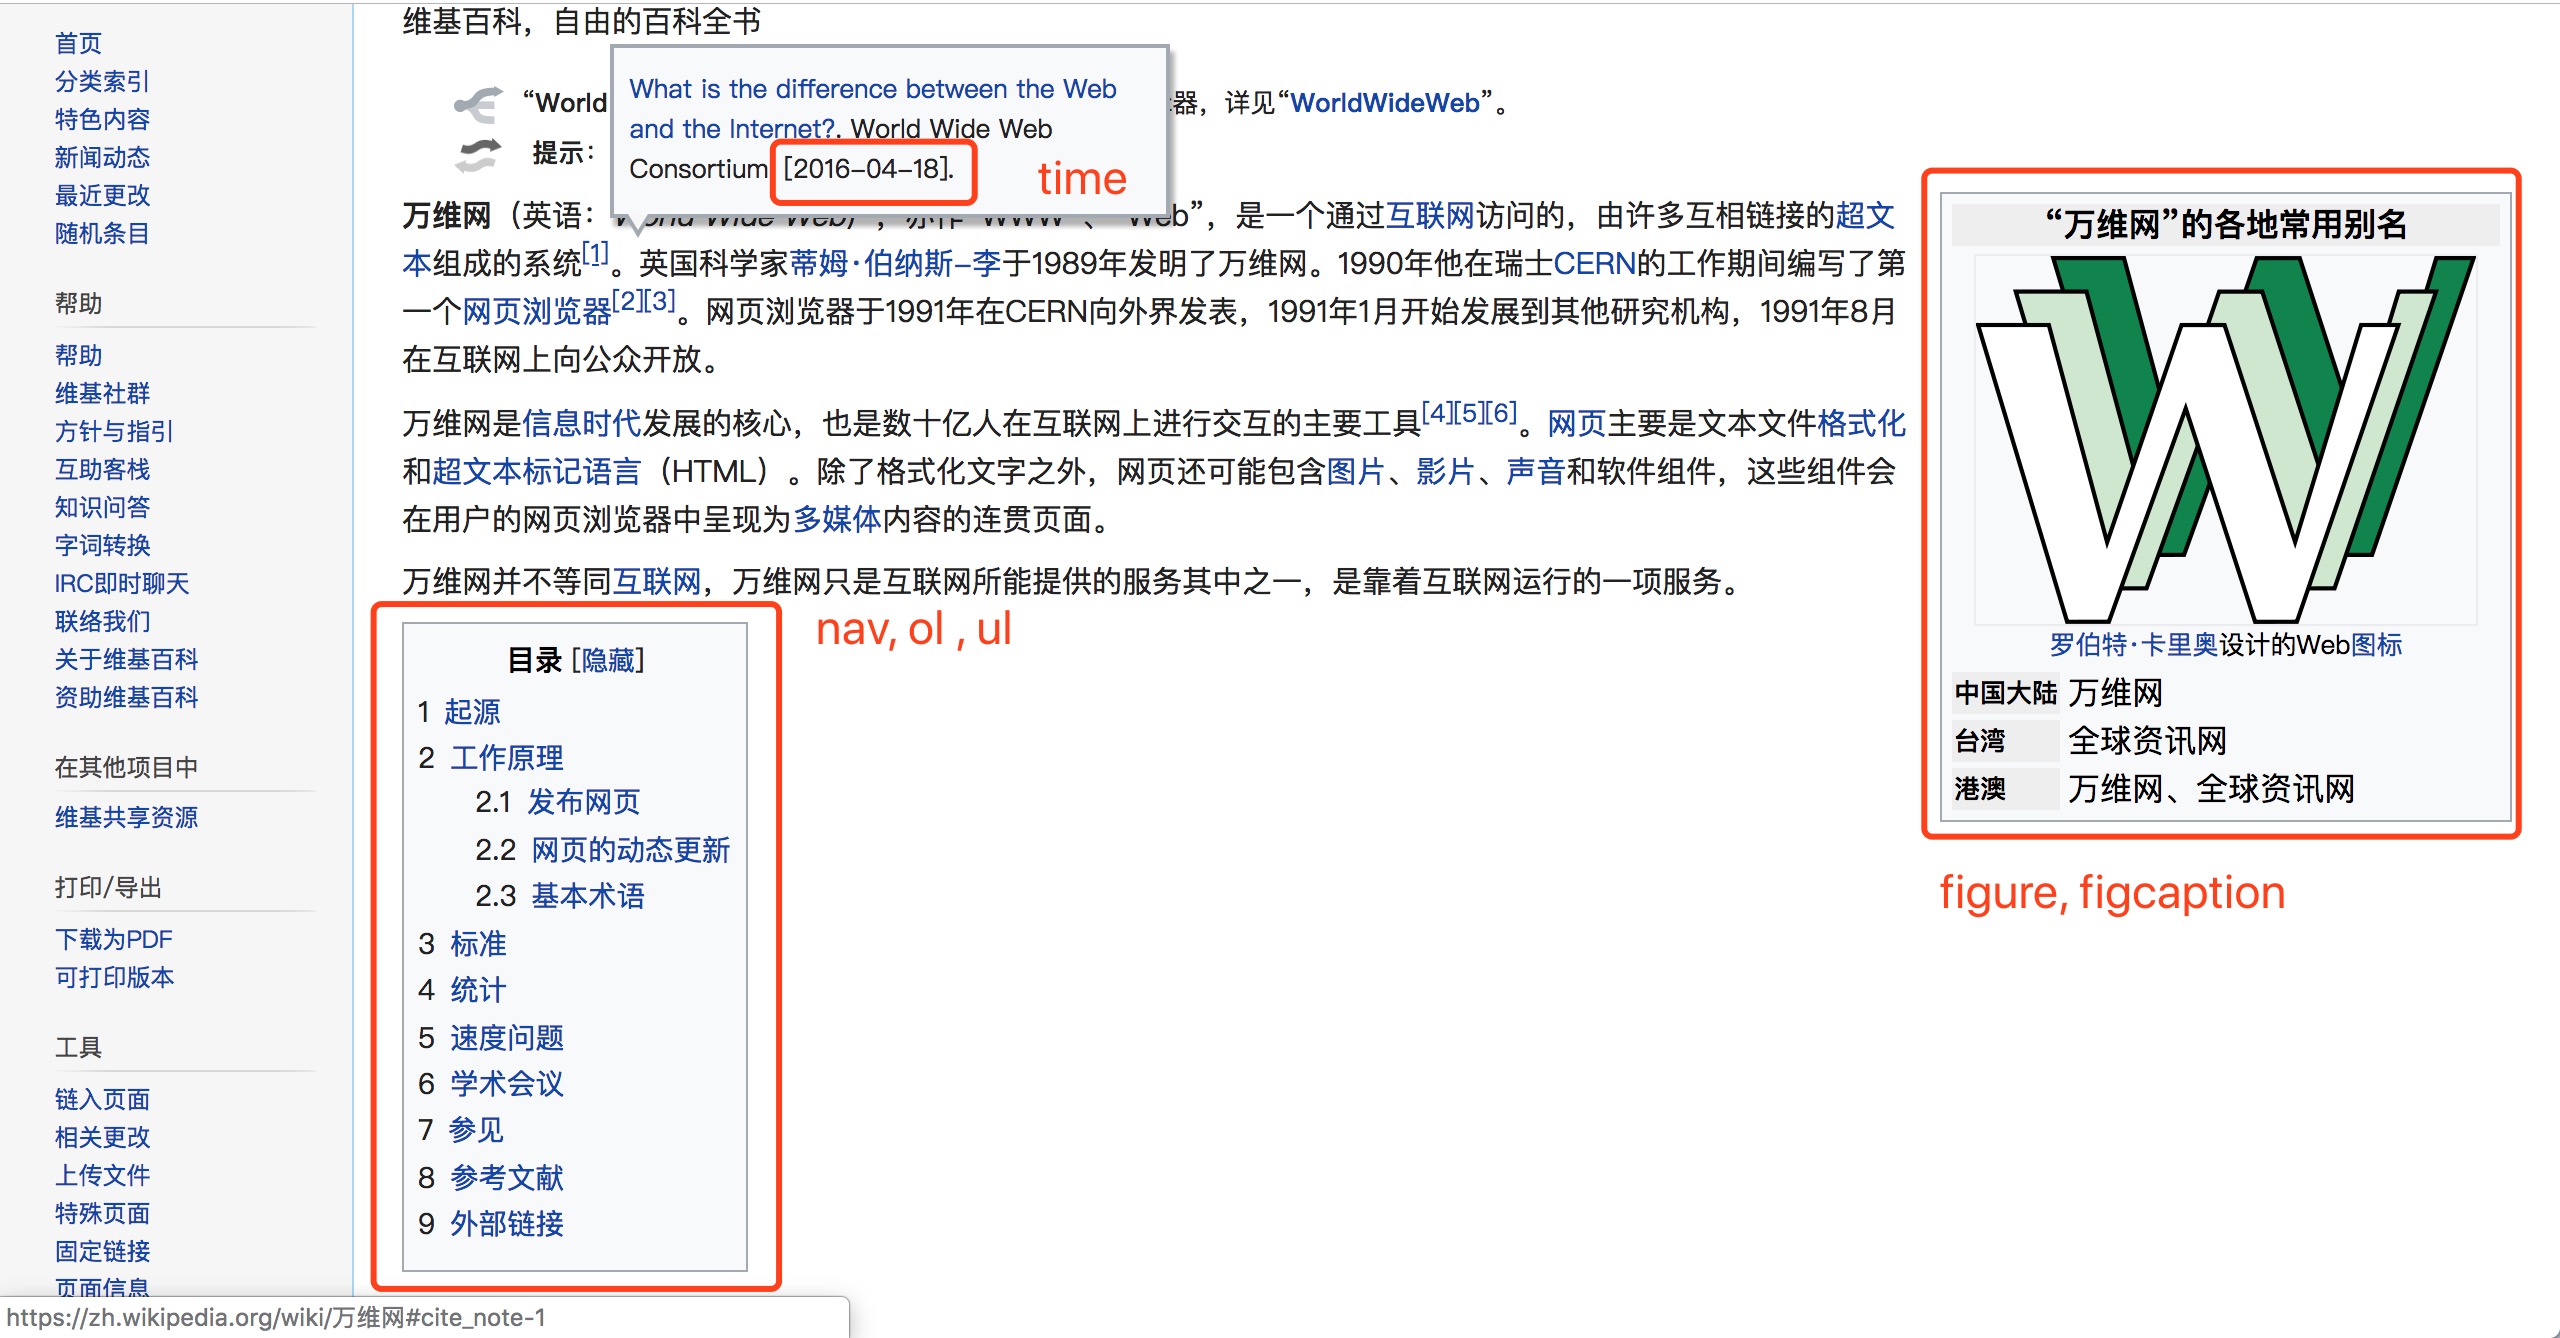 首页
分类索引
特色内容
新闻动态
最近更改
随机条目
帮助
帮助
维基社群
方针与指引
互助客栈
知识问答
字词转换
IRC即时聊天
联络我们
关于维基百科
资助维基百科
在其他项目中
维基共享资源
打印/导出
下载为PDF
可打印版本
工具
链入页面
相关更改
上传文件
特殊页面
固定链接
页面信息
维基百科，自由的百科全书
“World
器，详见“WorldWideWeb”。
提示：
What is the difference between the Web
and the Internet?. World Wide Web
Consortium [2016-04-18].
time
万维网（英语：World Wide Web），亦作“WWW”、“Web”，是一个通过互联网访问的，由许多互相链接的超文
本组成的系统[1]。英国科学家蒂姆·伯纳斯-李于1989年发明了万维网。1990年他在瑞士CERN的工作期间编写了第
一个网页浏览器[2][3]。网页浏览器于1991年在CERN向外界发表，1991年1月开始发展到其他研究机构，1991年8月
在互联网上向公众开放。
万维网是信息时代发展的核心，也是数十亿人在互联网上进行交互的主要工具[4][5][6]。网页主要是文本文件格式化
和超文本标记语言（HTML）。除了格式化文字之外，网页还可能包含图片、影片、声音和软件组件，这些组件会
在用户的网页浏览器中呈现为多媒体内容的连贯页面。
万维网并不等同互联网，万维网只是互联网所能提供的服务其中之一，是靠着互联网运行的一项服务。
nav, ol , ul
目录 [隐藏]
1 起源
2 工作原理
2.1 发布网页
2.2 网页的动态更新
2.3 基本术语
3 标准
4 统计
5 速度问题
6 学术会议
7 参见
8 参考文献
9 外部链接
“万维网”的各地常用别名
罗伯特·卡里奥设计的Web图标
中国大陆 万维网
台湾 全球资讯网
港澳 万维网、全球资讯网
figure, figcaption
https://zh.wikipedia.org/wiki/万维网#cite_note-1